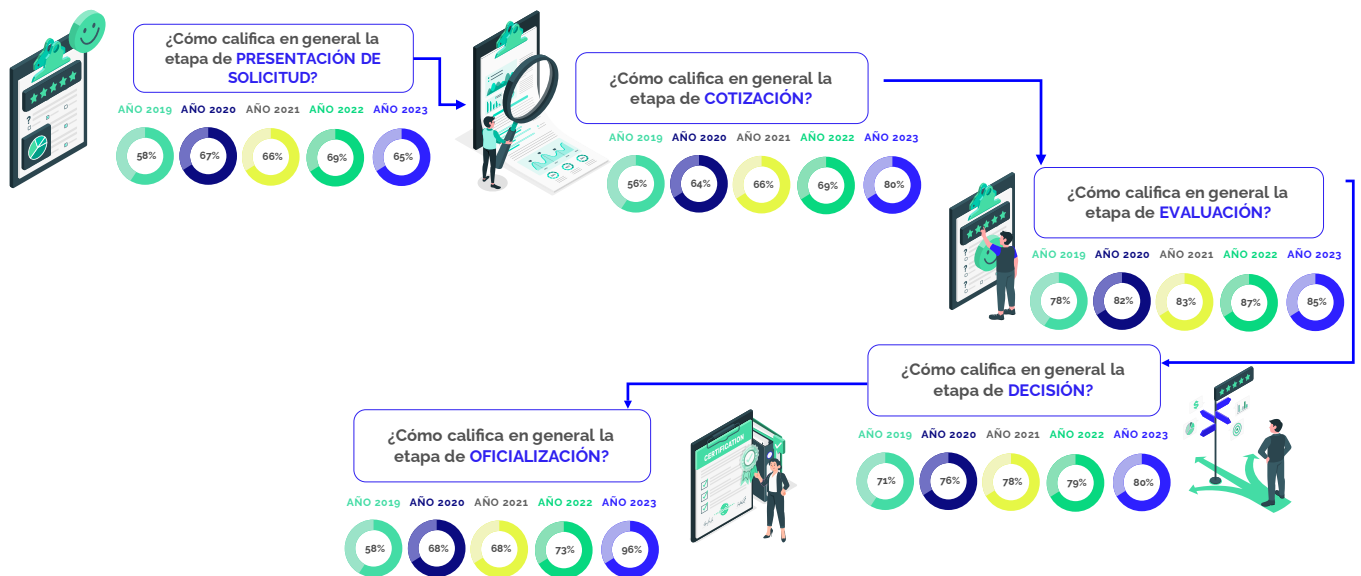 ¿Cómo califica en general la
etapa de PRESENTACIÓN DE
SOLICITUD?
AÑO 2019 AÑO 2020 AÑO 2021 AÑO 2022 AÑO 2023
58% 67% 66% 69% 65%
¿Cómo califica en general la
etapa de COTIZACIÓN?
AÑO 2019 AÑO 2020 AÑO 2021 AÑO 2022 AÑO 2023
56% 64% 66% 69% 80%
¿Cómo califica en general la
etapa de EVALUACIÓN?
AÑO 2019 AÑO 2020 AÑO 2021 AÑO 2022 AÑO 2023
78% 82% 83% 87% 85%
¿Cómo califica en general la
etapa de DECISIÓN?
AÑO 2019 AÑO 2020 AÑO 2021 AÑO 2022 AÑO 2023
71% 76% 78% 79% 80%
CERTIFICATION
¿Cómo califica en general la
etapa de OFICIALIZACIÓN?
AÑO 2019 AÑO 2020 AÑO 2021 AÑO 2022 AÑO 2023
58% 68% 68% 73% 96%